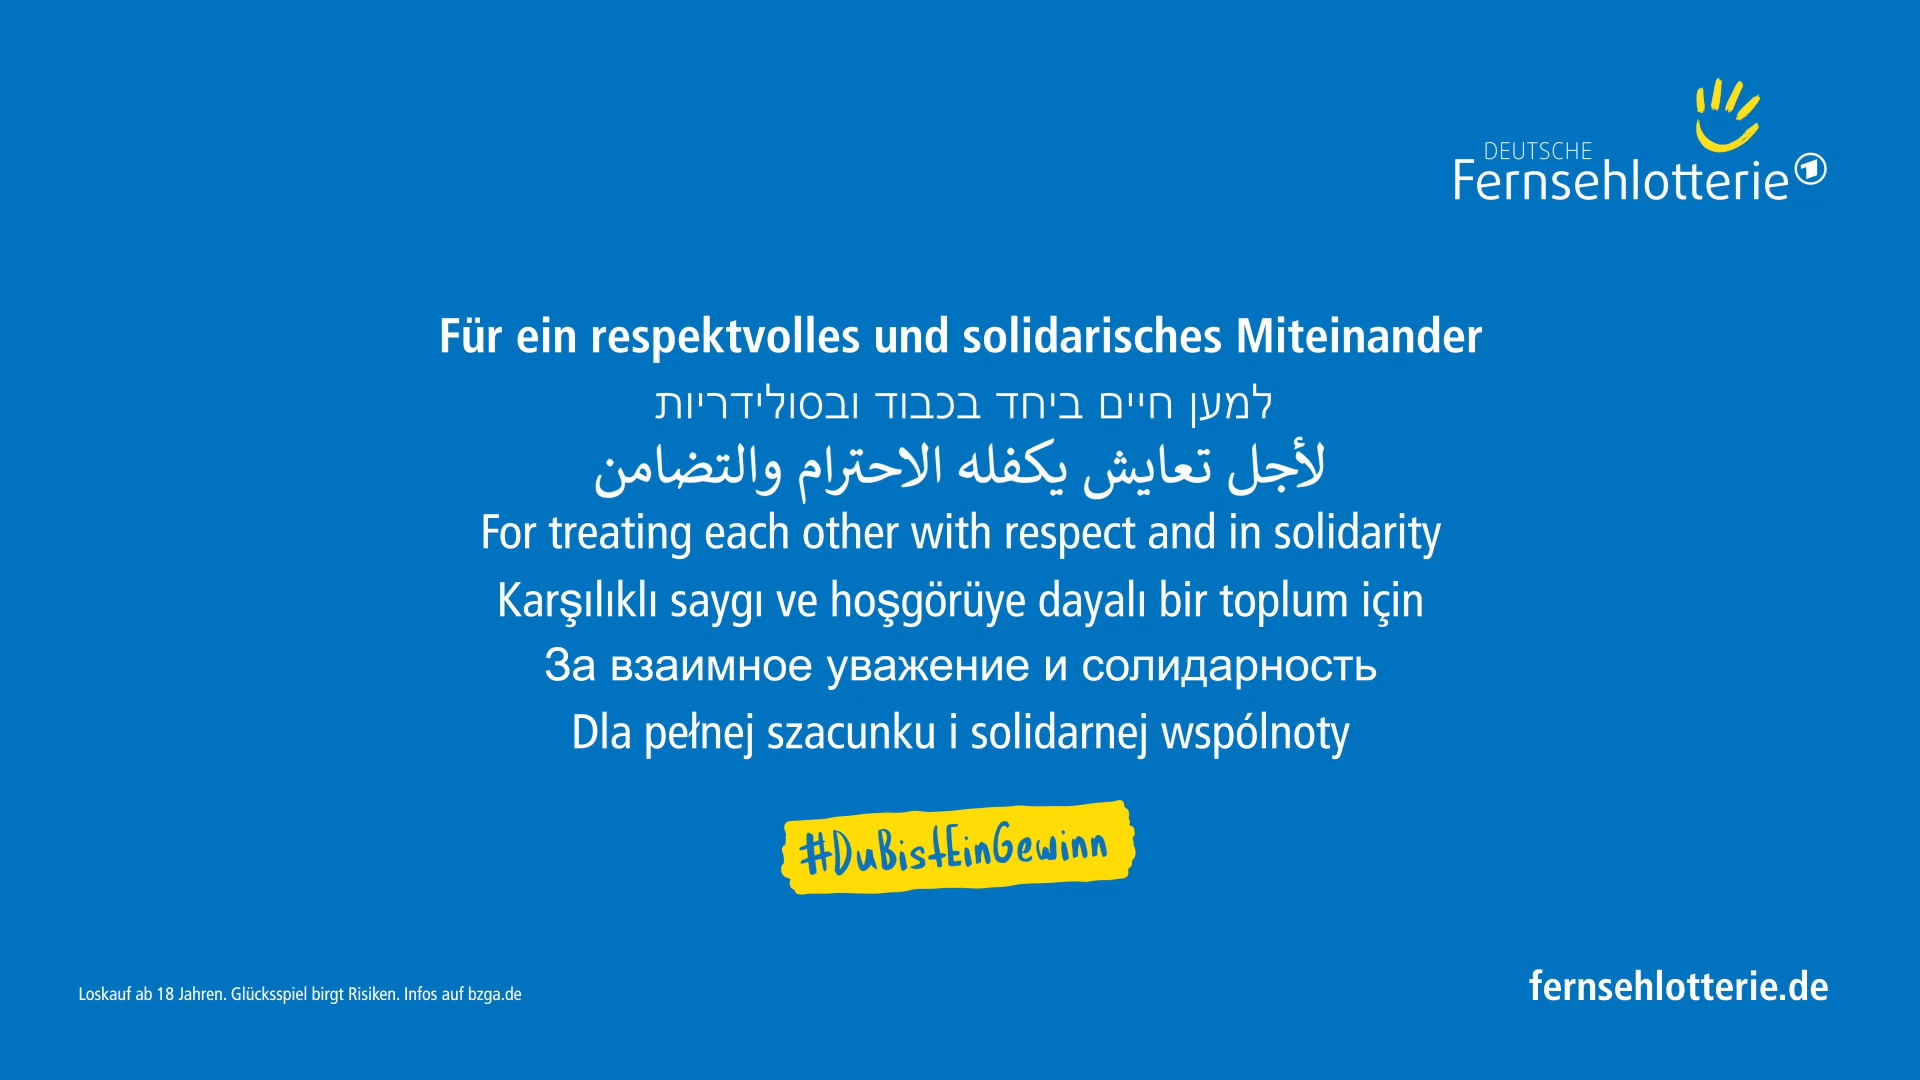 DEUTSCHE
Fernsehlotterie
Für ein respektvolles und solidarisches Miteinander
למען חיים ביחד בכבוד ובסולידריות
لأجل تعايش يكفله الاحترام والتضامن
For treating each other with respect and in solidarity
Karşılıklı saygı ve hoşgörüye dayalı bir toplum için
За взаимное уважение и солидарность
Dla pełnej szacunku i solidarnej wspólnoty
#DuBistEinGewinn
Loskauf ab 18 Jahren. Glücksspiel birgt Risiken. Infos auf bzga.de
fernsehlotterie.de